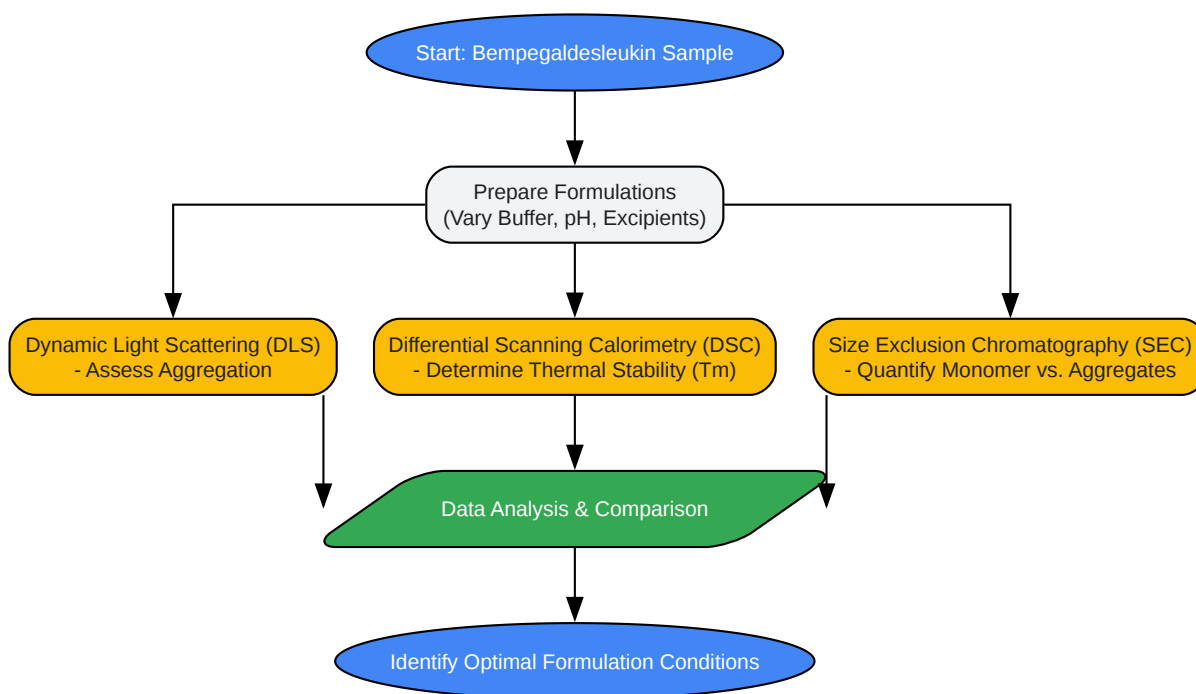 Start: Bempegaldesleukin Sample
Prepare Formulations
(Vary Buffer, pH, Excipients)
Dynamic Light Scattering (DLS)
- Assess Aggregation
Differential Scanning Calorimetry (DSC)
- Determine Thermal Stability (Tm)
Size Exclusion Chromatography (SEC)
- Quantify Monomer vs. Aggregates
Data Analysis & Comparison
Identify Optimal Formulation Conditions